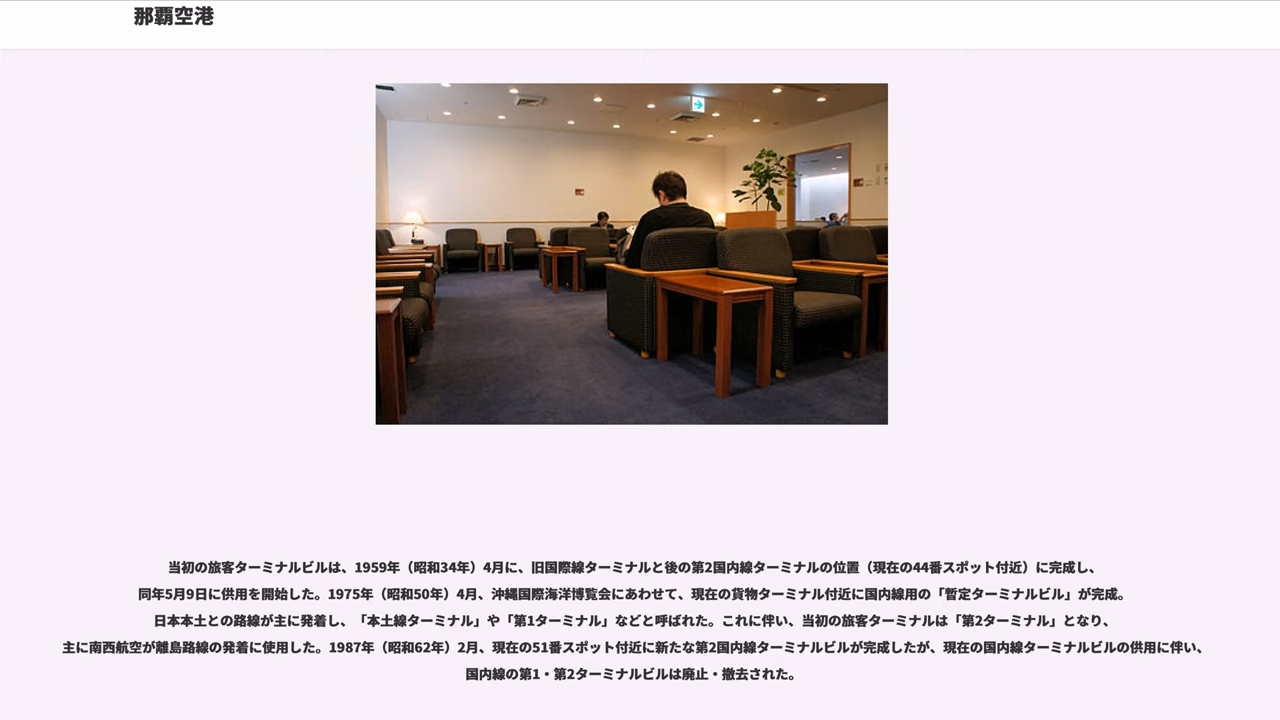 那覇空港
当初の旅客ターミナルビルは、1959年（昭和34年）4月に、旧国際線ターミナルと後の第2国内線ターミナルの位置（現在の44番スポット付近）に完成し、
同年5月9日に供用を開始した。1975年（昭和50年）4月、沖縄国際海洋博覧会にあわせて、現在の貨物ターミナル付近に国内線用の「暫定ターミナルビル」が完成。
日本本土との路線が主に発着し、「本土線ターミナル」や「第1ターミナル」などと呼ばれた。これに伴い、当初の旅客ターミナルは「第2ターミナル」となり、
主に南西航空が離島路線の発着に使用した。1987年（昭和62年）2月、現在の51番スポット付近に新たな第2国内線ターミナルビルが完成したが、現在の国内線ターミナルビルの供用に伴い、
国内線の第1・第2ターミナルビルは廃止・撤去された。